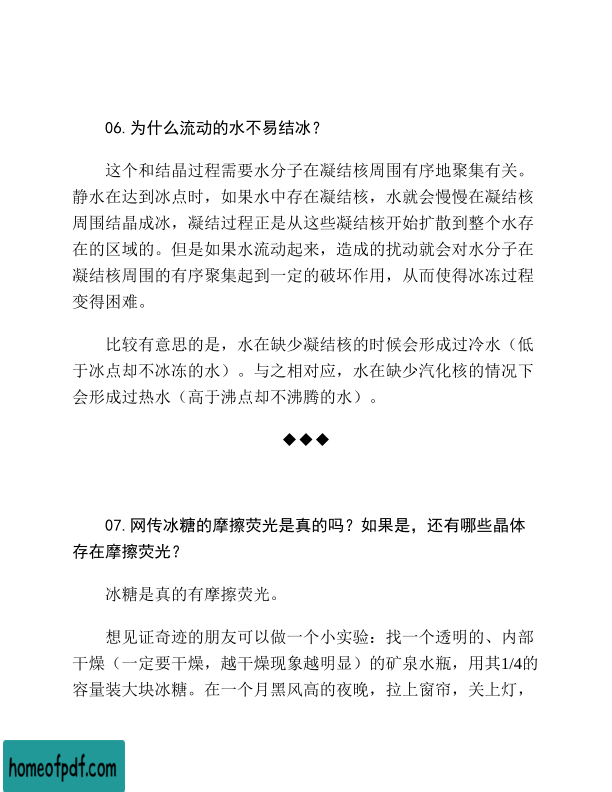 06.为什么流动的水不易结冰?
这个和结晶过程需要水分子在凝结核周围有序地聚集有关。
静水在达到冰点时，如果水中存在凝结核，水就会慢慢在凝结核
周围结晶成冰，凝结过程正是从这些凝结核开始扩散到整个水存
在的区域的。但是如果水流动起来，造成的扰动就会对水分子在
凝结核周围的有序聚集起到一定的破坏作用，从而使得冰冻过程
变得困难。
比较有意思的是，水在缺少凝结核的时候会形成过冷水（低
于冰点却不冰冻的水）。与之相对应，水在缺少汽化核的情况下
会形成过热水（高于沸点却不沸腾的水）。
◆◆◆
07.网传冰糖的摩擦荧光是真的吗？如果是，还有哪些晶体
存在摩擦荧光？
冰糖是真的有摩擦荧光。
想见证奇迹的朋友可以做一个小实验：找一个透明的、内部
干燥（一定要干燥，越干燥现象越明显）的矿泉水瓶，用其1/4的
容量装大块冰糖。在一个月黑风高的夜晚，拉上窗帘，关上灯，
homeofpdf.com